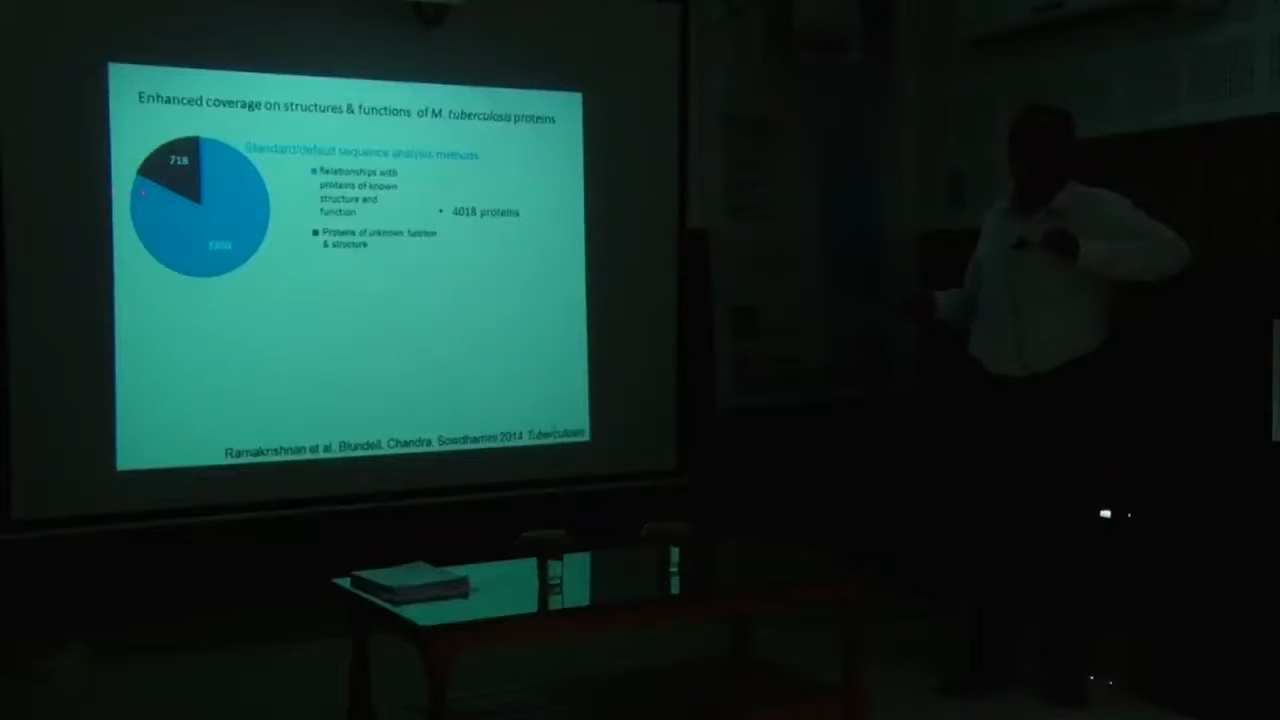 Enhanced coverage on structures & functions of M. tuberculosis proteins
Standard/default sequence analysis methods
718
Relationships with
proteins of known
structure and
function
• 4018 proteins
Proteins of unknown function
& structure
Ramakrishnan et al., Blundell, Chandra, Sowdhamini 2014 Tuberculosis